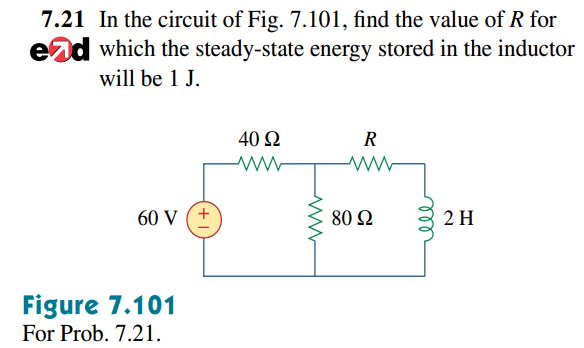 7.21 In the circuit of Fig. 7.101, find the value of R for
e2d which the steady-state energy stored in the inductor
will be 1 J.
40 Ω R
60 V + 80 Ω 2 H
Figure 7.101
For Prob. 7.21.